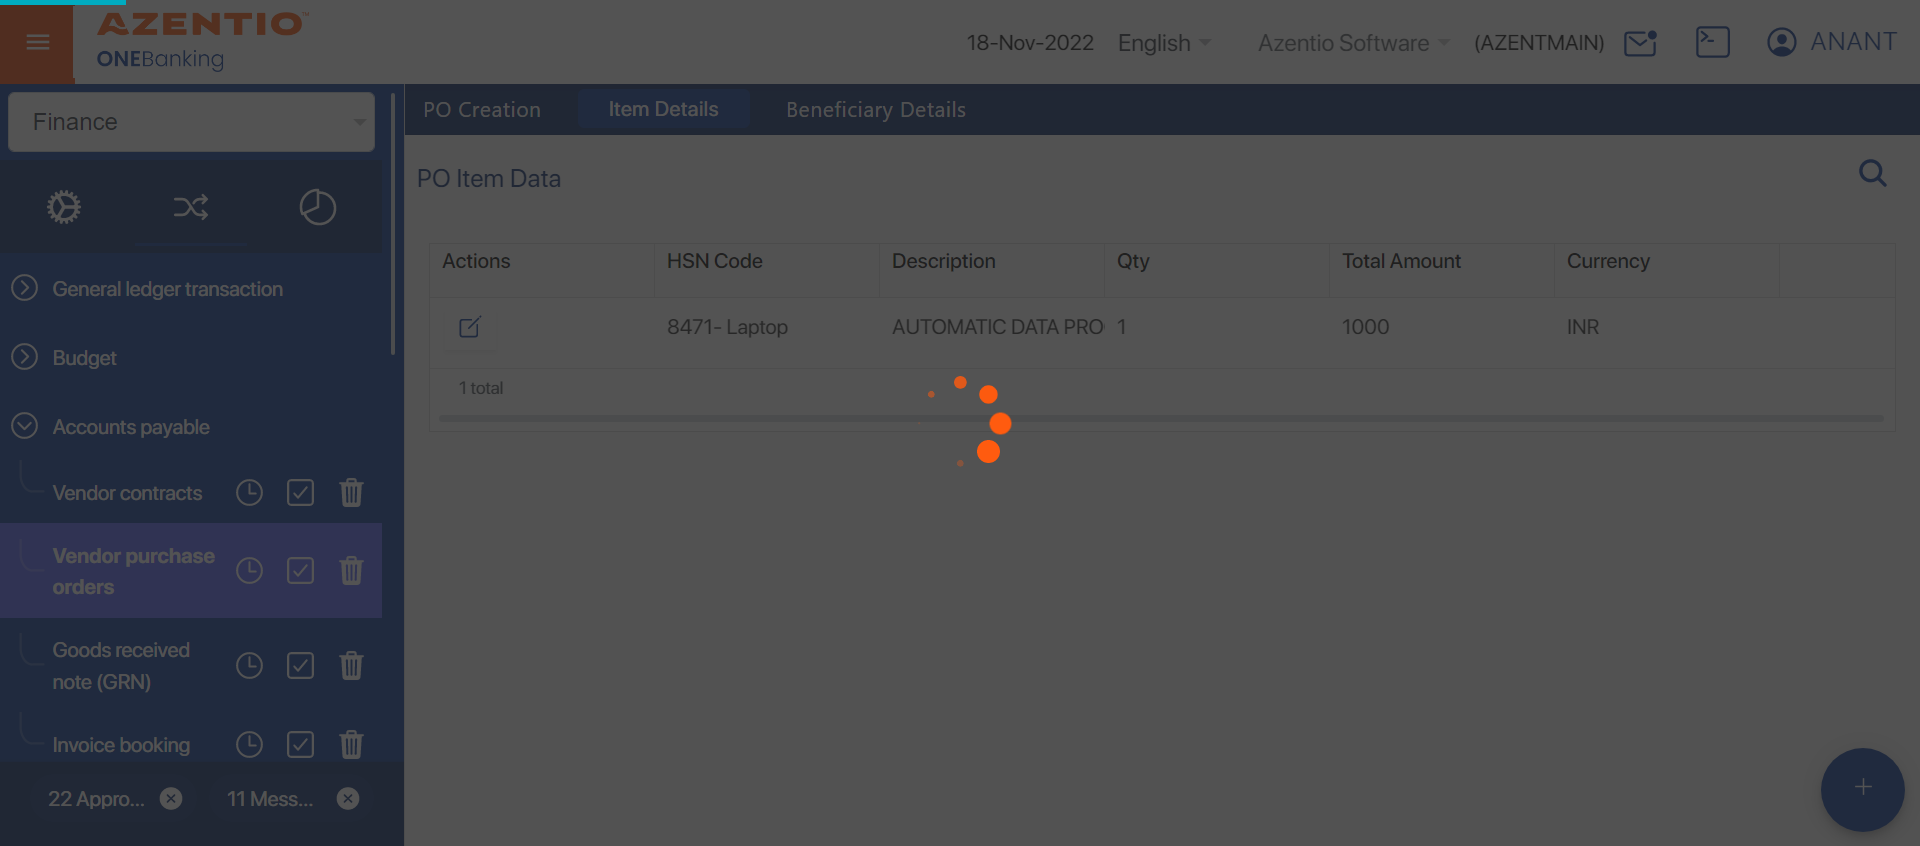 AZENTIO™
ONEBanking
18-Nov-2022 English Azentio Software (AZENTMAIN) ANANT
Finance
PO Creation Item Details Beneficiary Details
PO Item Data
Actions HSN Code Description Qty Total Amount Currency
8471- Laptop AUTOMATIC DATA PRO 1 1000 INR
1 total
General ledger transaction
Budget
Accounts payable
Vendor contracts
Vendor purchase
orders
Goods received
note (GRN)
Invoice booking
22 Appro... 11 Mess...